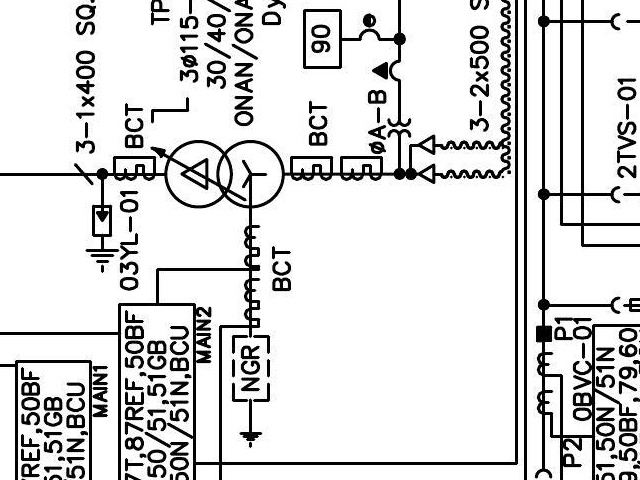 3-1x400 SQ.
TP
3ø115-
30/40/
ONAN/ONA
Dy
90
BCT
BCT
øA-B
3-2x500 S
2TVS-01
03YL-01
BCT
MAIN2
7T,87REF,50BF
50/51,51GB
50N/51N,BCU
MAIN1
REF,50BF
51,51GB
51N,BCU
NGR
P1
0BVC-01
P2
51,50N/51N
9,50BF,79,60